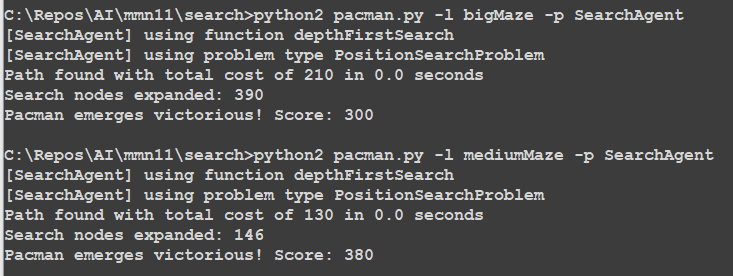 C:\Repos\AI\mmn11\search>python2 pacman.py -l bigMaze -p SearchAgent
[SearchAgent] using function depthFirstSearch
[SearchAgent] using problem type PositionSearchProblem
Path found with total cost of 210 in 0.0 seconds
Search nodes expanded: 390
Pacman emerges victorious! Score: 300
C:\Repos\AI\mmn11\search>python2 pacman.py -l mediumMaze -p SearchAgent
[SearchAgent] using function depthFirstSearch
[SearchAgent] using problem type PositionSearchProblem
Path found with total cost of 130 in 0.0 seconds
Search nodes expanded: 146
Pacman emerges victorious! Score: 380